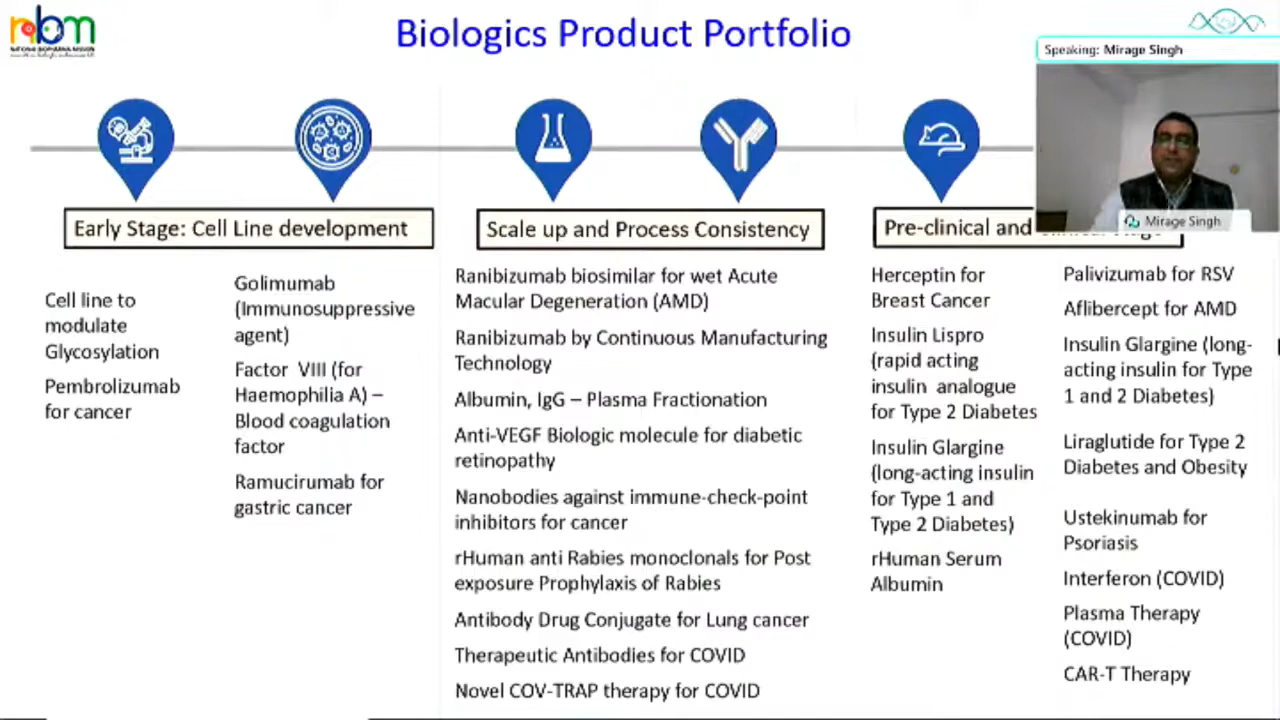 nbm
NATIONAL BIOPHARMA MISSION
Biologics Product Portfolio
Speaking: Mirage Singh
Mirage Singh
Early Stage: Cell Line development
Cell line to
modulate
Glycosylation
Pembrolizumab
for cancer
Golimumab
(Immunosuppressive
agent)
Factor VIII (for
Haemophilia A) –
Blood coagulation
factor
Ramucirumab for
gastric cancer
Scale up and Process Consistency
Ranibizumab biosimilar for wet Acute
Macular Degeneration (AMD)
Ranibizumab by Continuous Manufacturing
Technology
Albumin, IgG – Plasma Fractionation
Anti-VEGF Biologic molecule for diabetic
retinopathy
Nanobodies against immune-check-point
inhibitors for cancer
rHuman anti Rabies monoclonals for Post
exposure Prophylaxis of Rabies
Antibody Drug Conjugate for Lung cancer
Therapeutic Antibodies for COVID
Novel COV-TRAP therapy for COVID
Pre-clinical and
Herceptin for
Breast Cancer
Insulin Lispro
(rapid acting
insulin analogue
for Type 2 Diabetes
Insulin Glargine
(long-acting insulin
for Type 1 and
Type 2 Diabetes)
rHuman Serum
Albumin
Palivizumab for RSV
Aflibercept for AMD
Insulin Glargine (long-
acting insulin for Type
1 and 2 Diabetes)
Liraglutide for Type 2
Diabetes and Obesity
Ustekinumab for
Psoriasis
Interferon (COVID)
Plasma Therapy
(COVID)
CAR-T Therapy